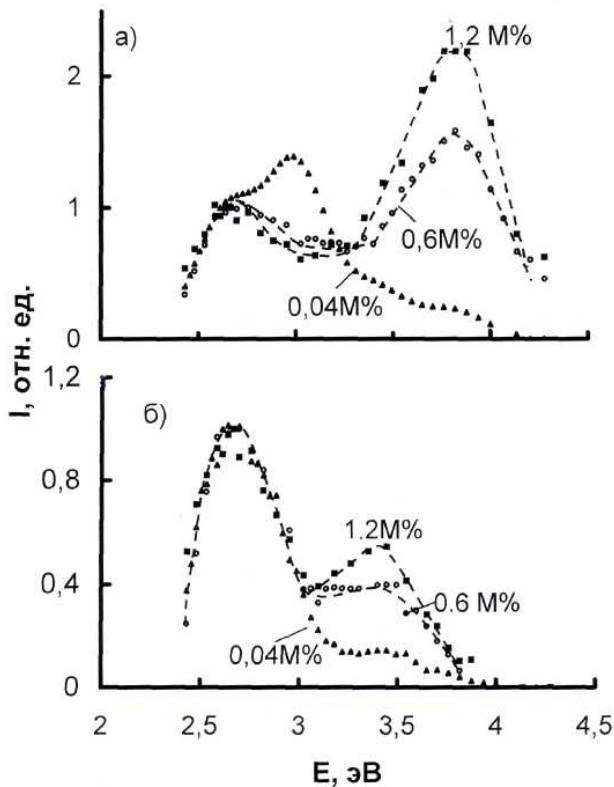 а)
1,2 М%
2
1
0,6М%
0,04М%
0
I, отн. ед.
1,2
б)
0,8
1.2М%
0,4
0.6 М%
0,04М%
0
2
2,5
3
3,5
4
4,5
Е, эВ